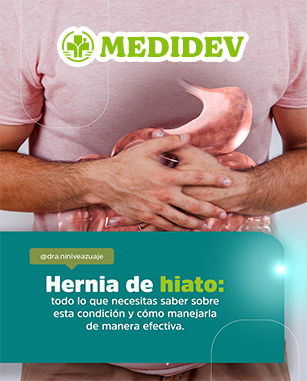 MEDIDEV
@dra.niniveazuaje
Hernia de hiato:
todo lo que necesitas saber sobre
esta condición y cómo manejarla
de manera efectiva.